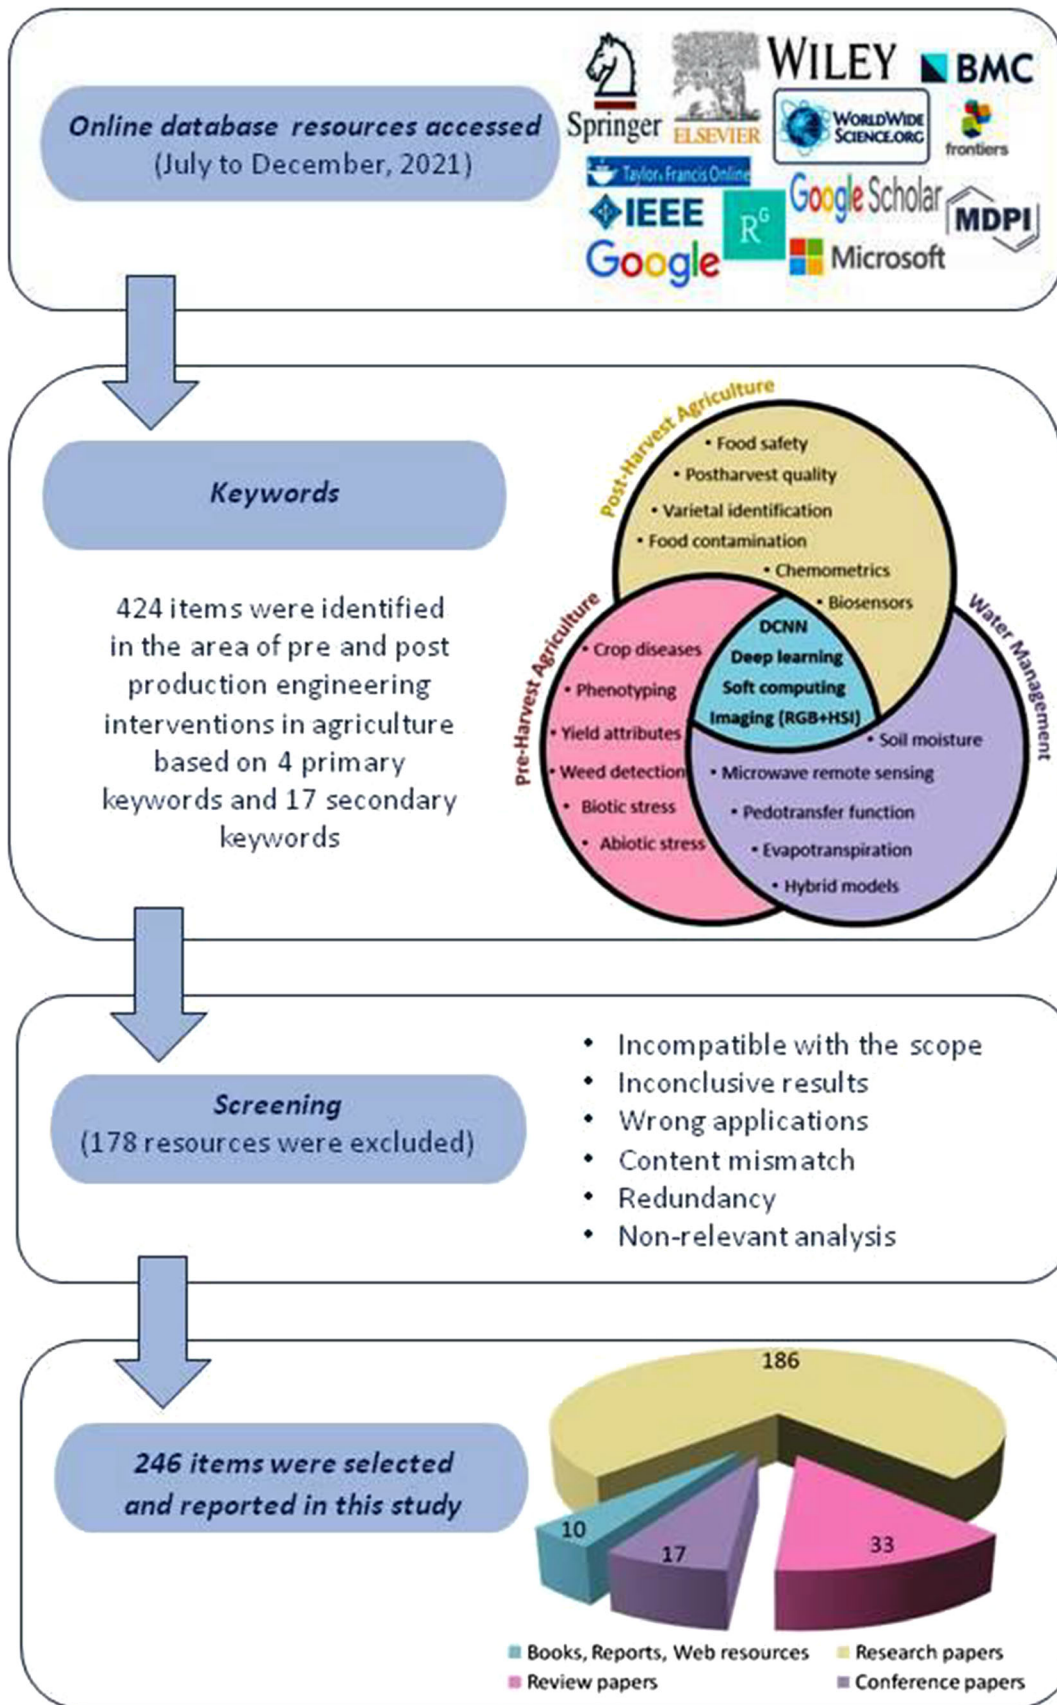 Online database resources accessed
(July to December, 2021)
Springer
ELSEVIER
WILEY
BMC
WORLDWIDE
SCIENCE.ORG
frontiers
Taylor & Francis Online
IEEE
RG
Google Scholar
MDPI
Google
Microsoft
Keywords
424 items were identified
in the area of pre and post
production engineering
interventions in agriculture
based on 4 primary
keywords and 17 secondary
keywords
Post-Harvest Agriculture
• Food safety
• Postharvest quality
• Varietal identification
• Food contamination
• Chemometrics
• Biosensors
Pre-Harvest Agriculture
• Crop diseases
• Phenotyping
• Yield attributes
• Weed detection
• Biotic stress
• Abiotic stress
DCNN
Deep learning
Soft computing
Imaging (RGB+HSI)
Water Management
• Soil moisture
• Microwave remote sensing
• Pedotransfer function
• Evapotranspiration
• Hybrid models
Screening
(178 resources were excluded)
• Incompatible with the scope
• Inconclusive results
• Wrong applications
• Content mismatch
• Redundancy
• Non-relevant analysis
246 items were selected
and reported in this study
186
10
17
33
Books, Reports, Web resources
Research papers
Review papers
Conference papers